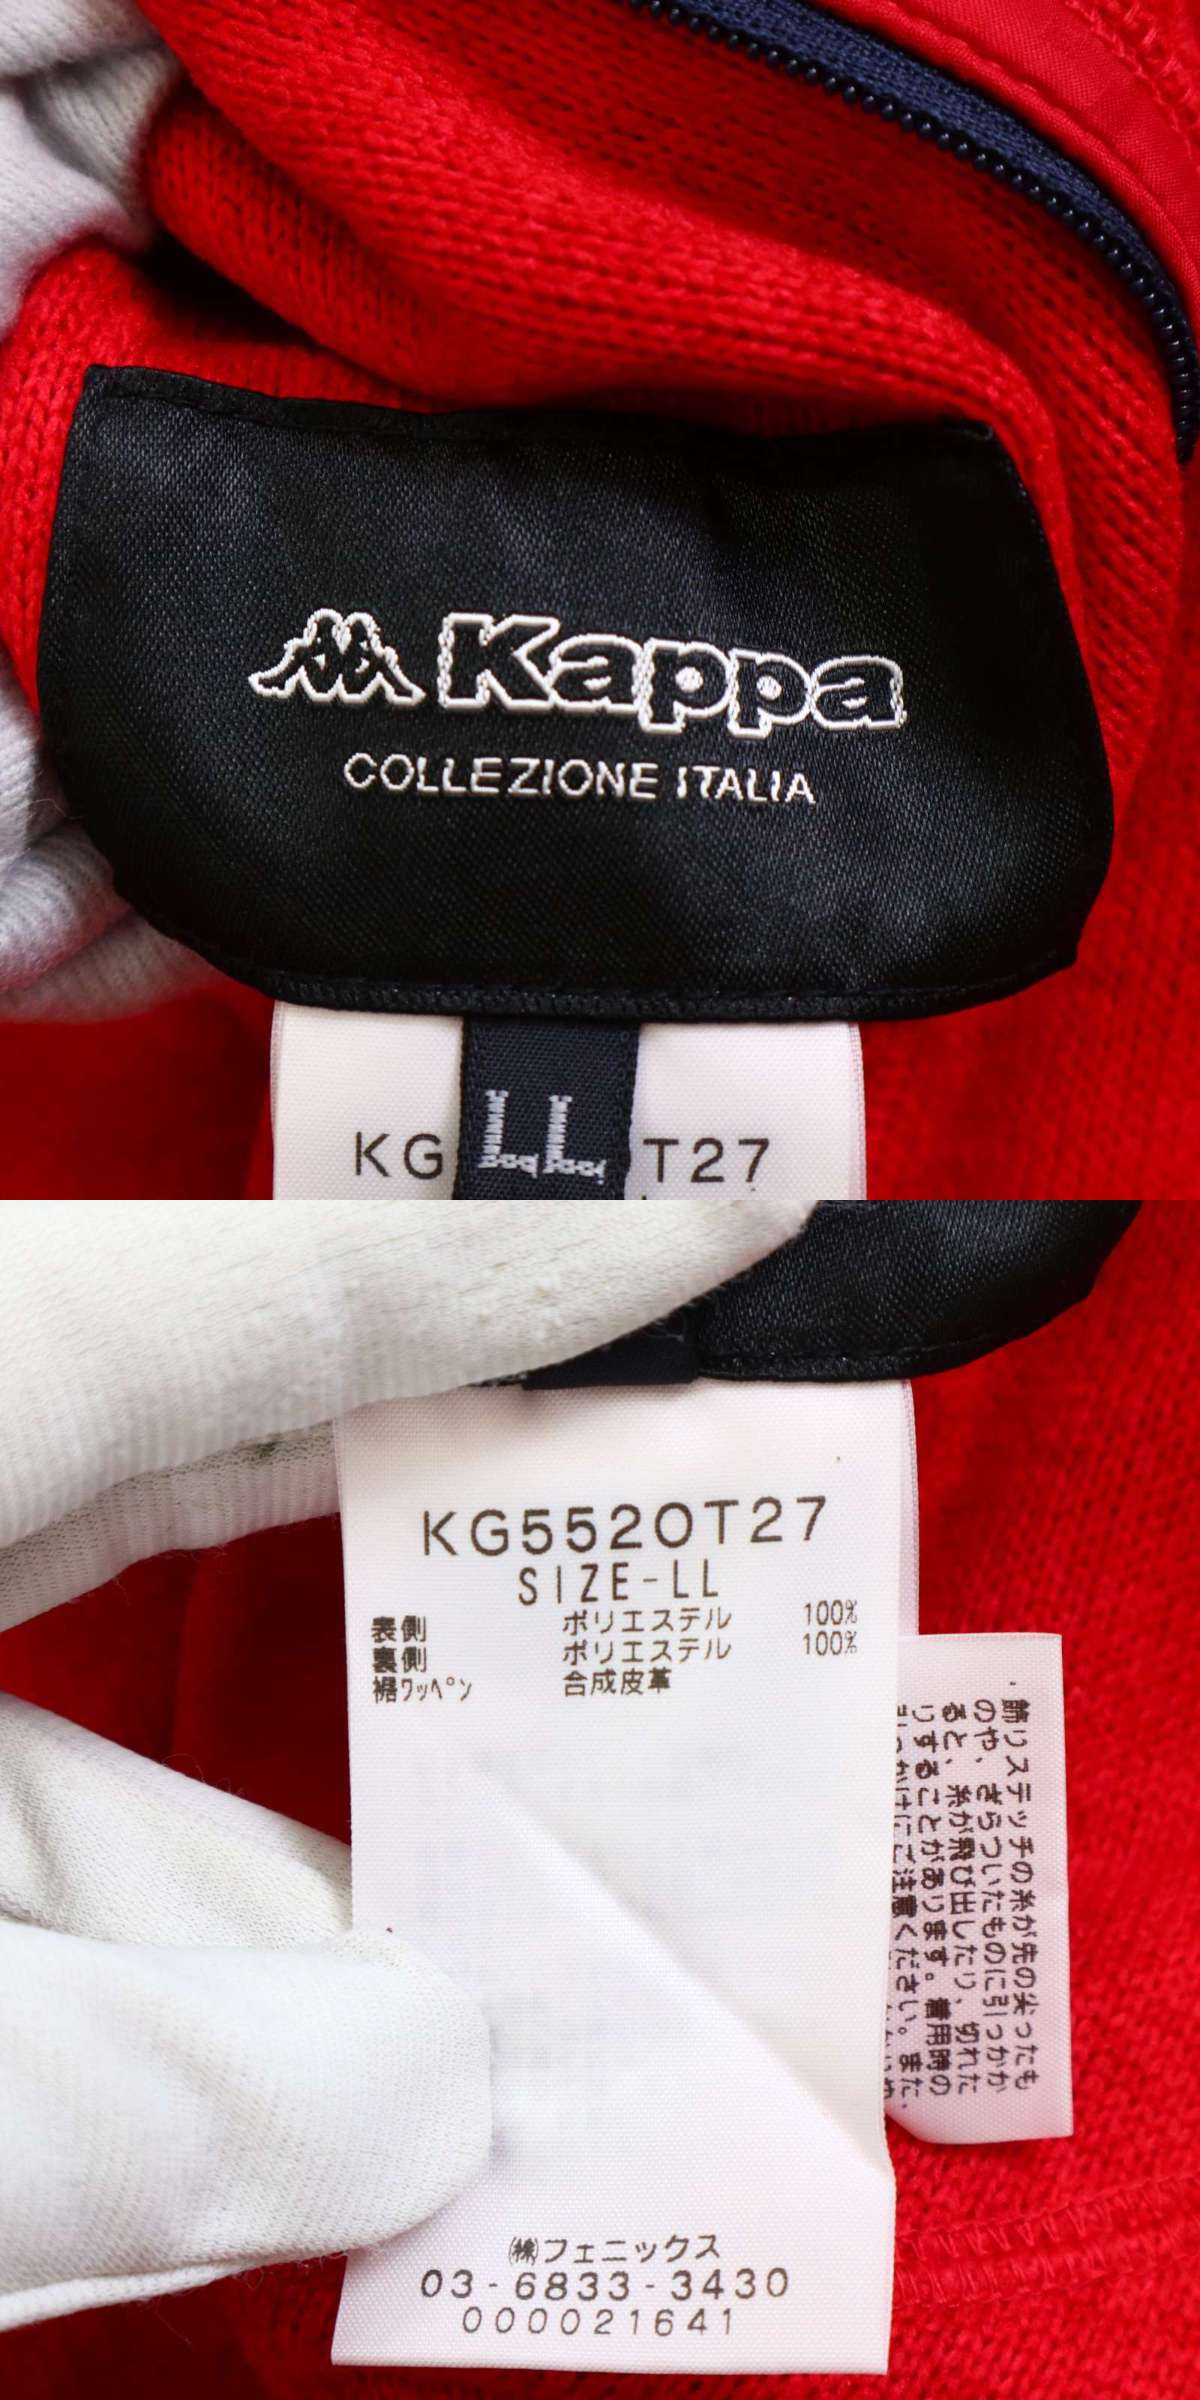 Kappa
COLLEZIONE ITALIA
LL
KG T27
KG5520T27
SIZE-LL
表側 ポリエステル 100%
裏側 ポリエステル 100%
裾ワッペン 合成皮革
飾りステッチの糸が先の尖ったも
のや、ざらついたものに引っかか
ると、糸が飛び出したり、切れた
りすることがあります。着用時の
ご注意ください。また、
㈱フェニックス
03-6833-3430
000021641